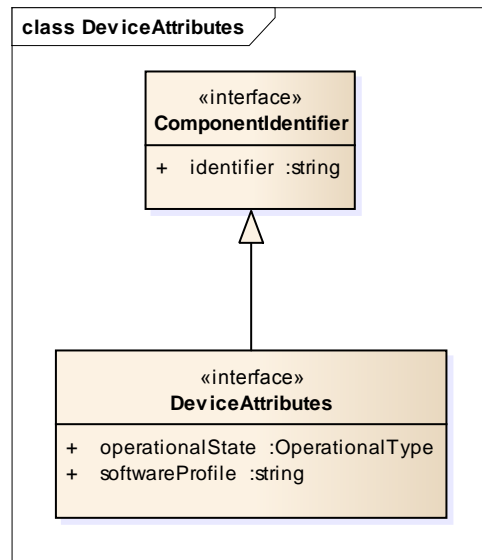 class DeviceAttributes
«interface»
ComponentIdentifier
+ identifier :string
«interface»
DeviceAttributes
+ operationalState :OperationalType
+ softwareProfile :string